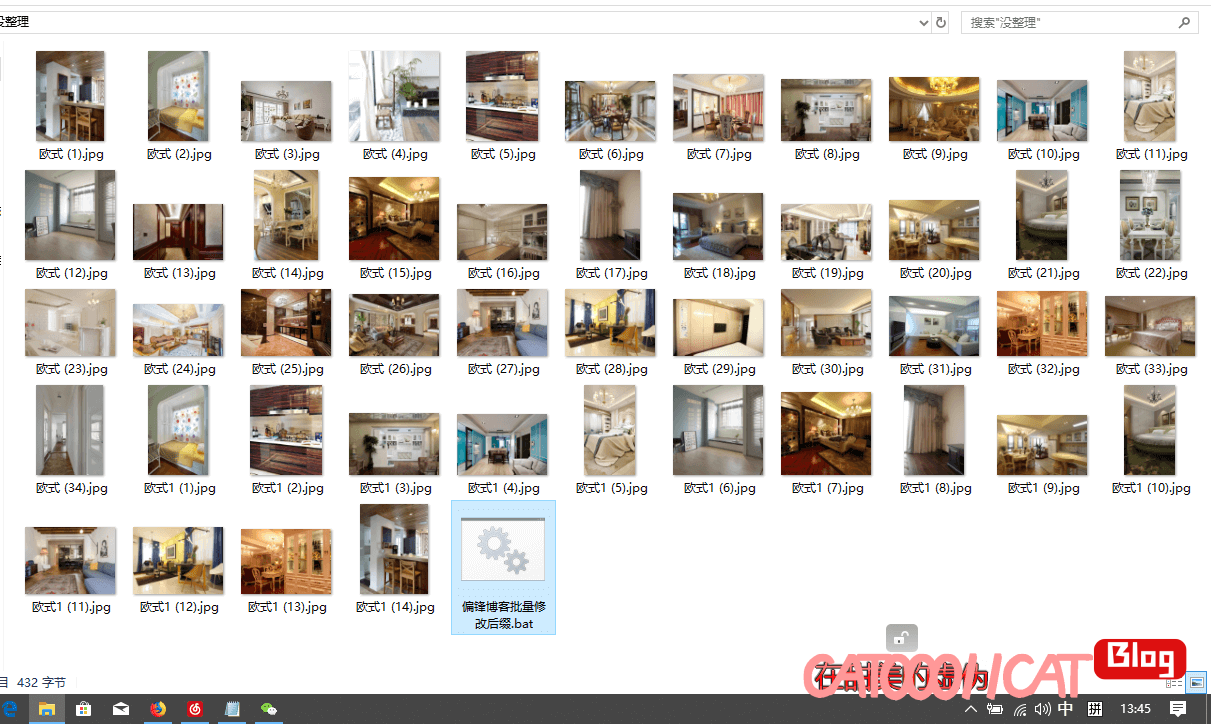 没整理
搜索"没整理"
欧式 (1).jpg
欧式 (2).jpg
欧式 (3).jpg
欧式 (4).jpg
欧式 (5).jpg
欧式 (6).jpg
欧式 (7).jpg
欧式 (8).jpg
欧式 (9).jpg
欧式 (10).jpg
欧式 (11).jpg
欧式 (12).jpg
欧式 (13).jpg
欧式 (14).jpg
欧式 (15).jpg
欧式 (16).jpg
欧式 (17).jpg
欧式 (18).jpg
欧式 (19).jpg
欧式 (20).jpg
欧式 (21).jpg
欧式 (22).jpg
欧式 (23).jpg
欧式 (24).jpg
欧式 (25).jpg
欧式 (26).jpg
欧式 (27).jpg
欧式 (28).jpg
欧式 (29).jpg
欧式 (30).jpg
欧式 (31).jpg
欧式 (32).jpg
欧式 (33).jpg
欧式 (34).jpg
欧式1 (1).jpg
欧式1 (2).jpg
欧式1 (3).jpg
欧式1 (4).jpg
欧式1 (5).jpg
欧式1 (6).jpg
欧式1 (7).jpg
欧式1 (8).jpg
欧式1 (9).jpg
欧式1 (10).jpg
欧式1 (11).jpg
欧式1 (12).jpg
欧式1 (13).jpg
欧式1 (14).jpg
偏锋博客批量修
改后缀.bat
Blog
432 字节
中
拼
13:45